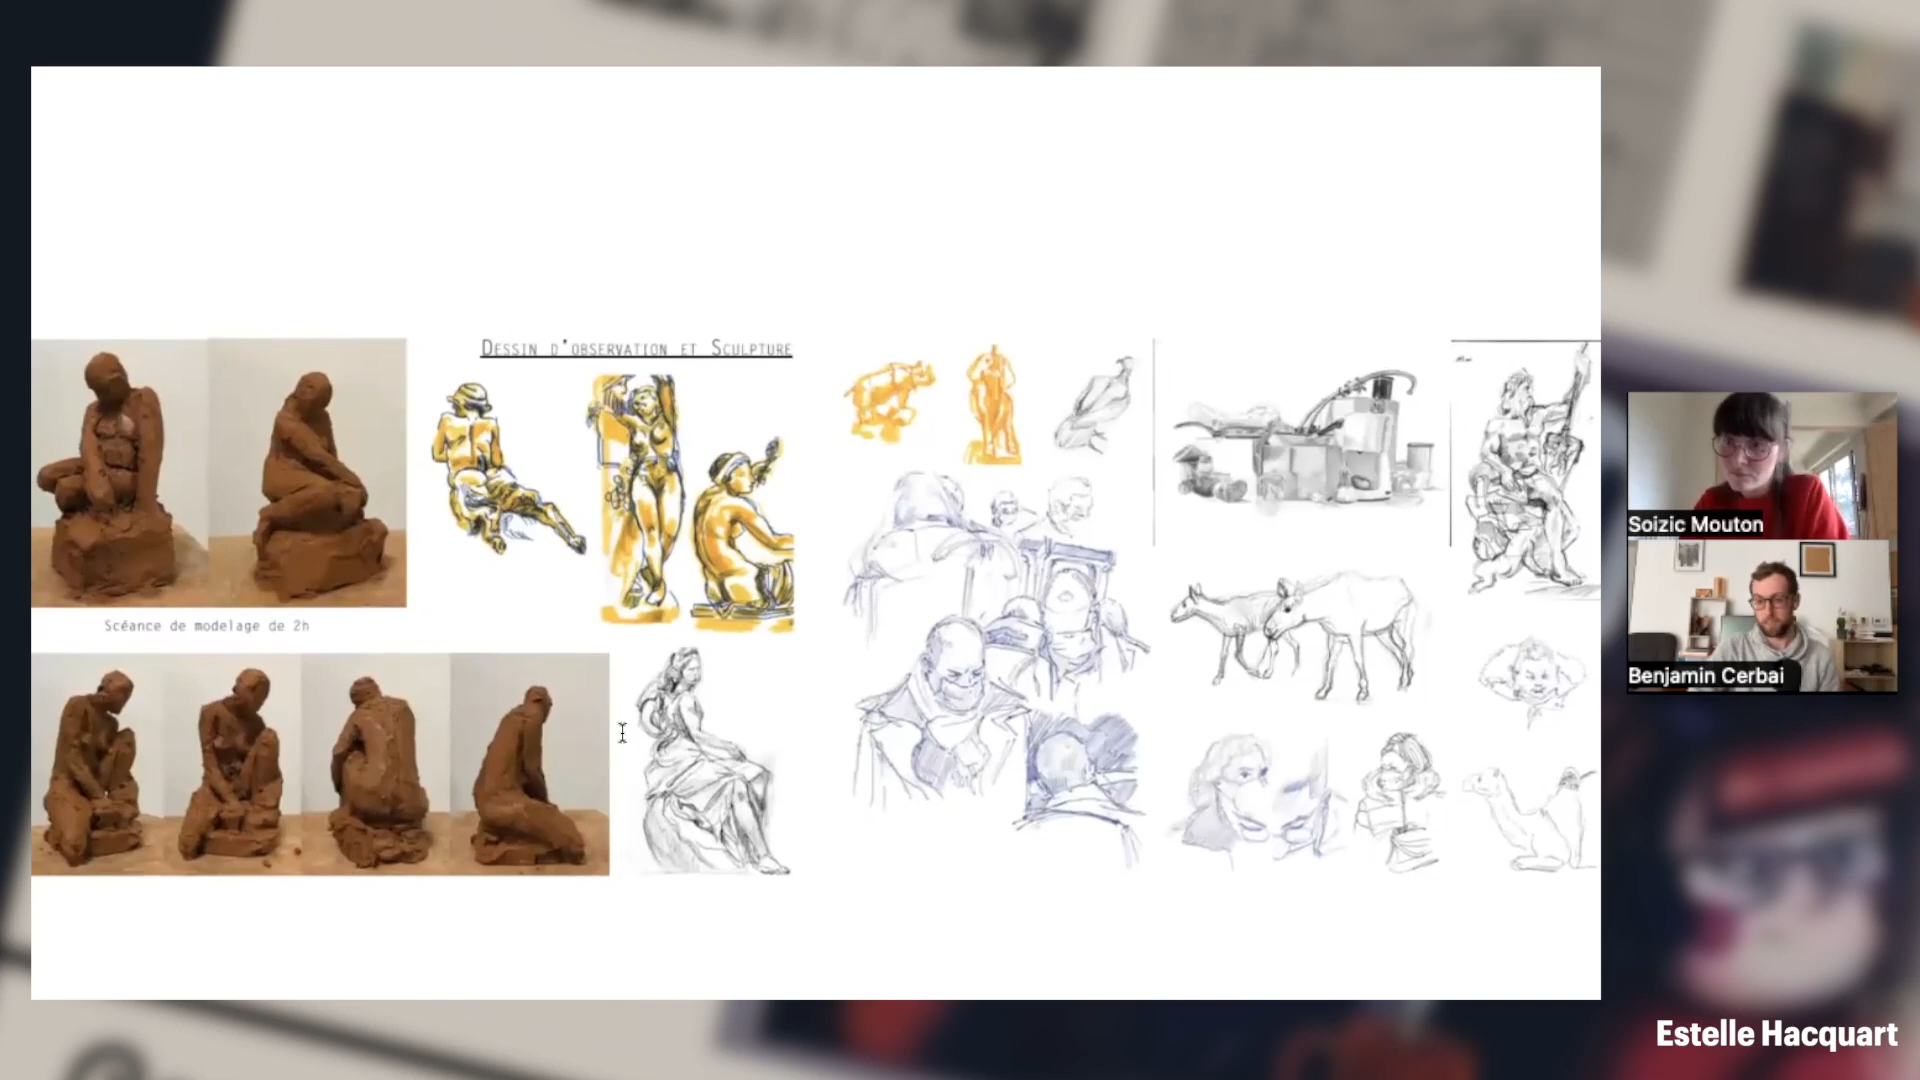 Dessin d'observation et Sculpture
Scéance de modelage de 2h
Soizic Mouton
Benjamin Cerbai
Estelle Hacquart